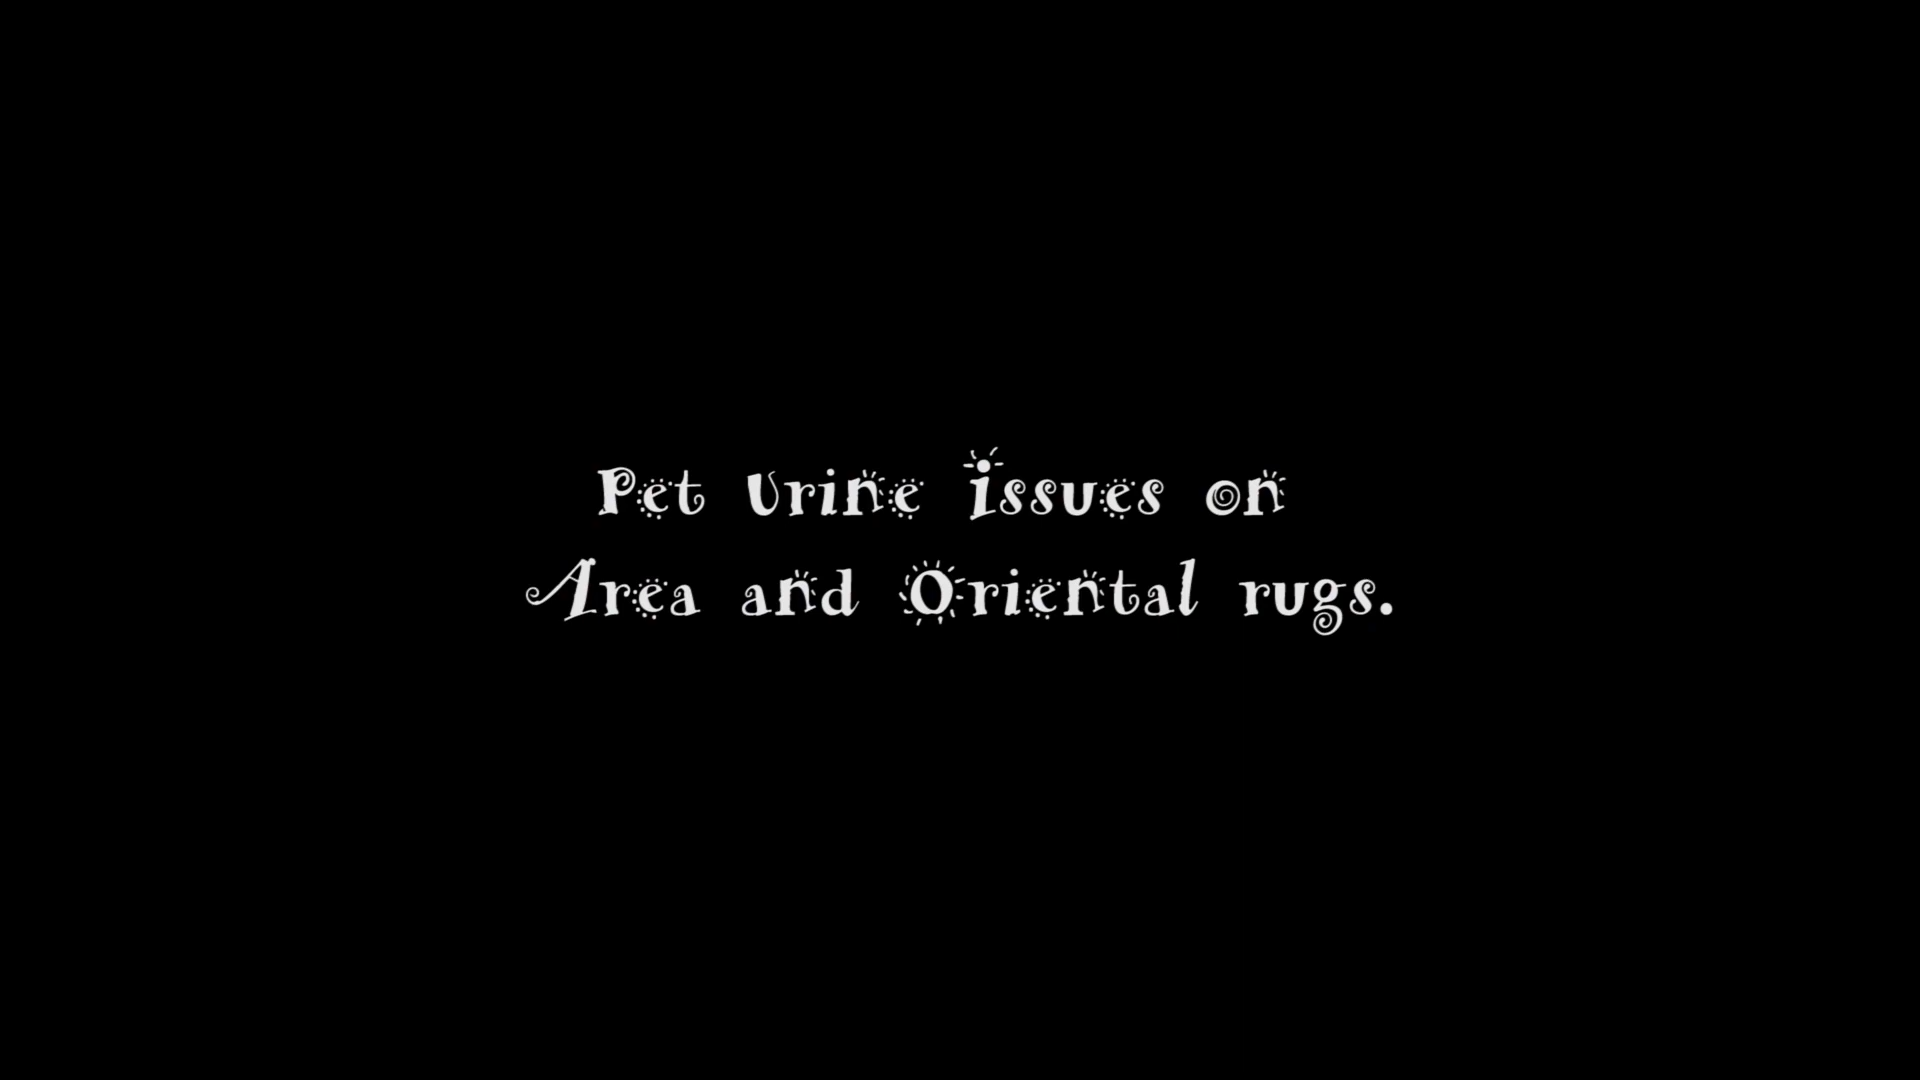 Pet Urine Issues on
Area and Oriental rugs.